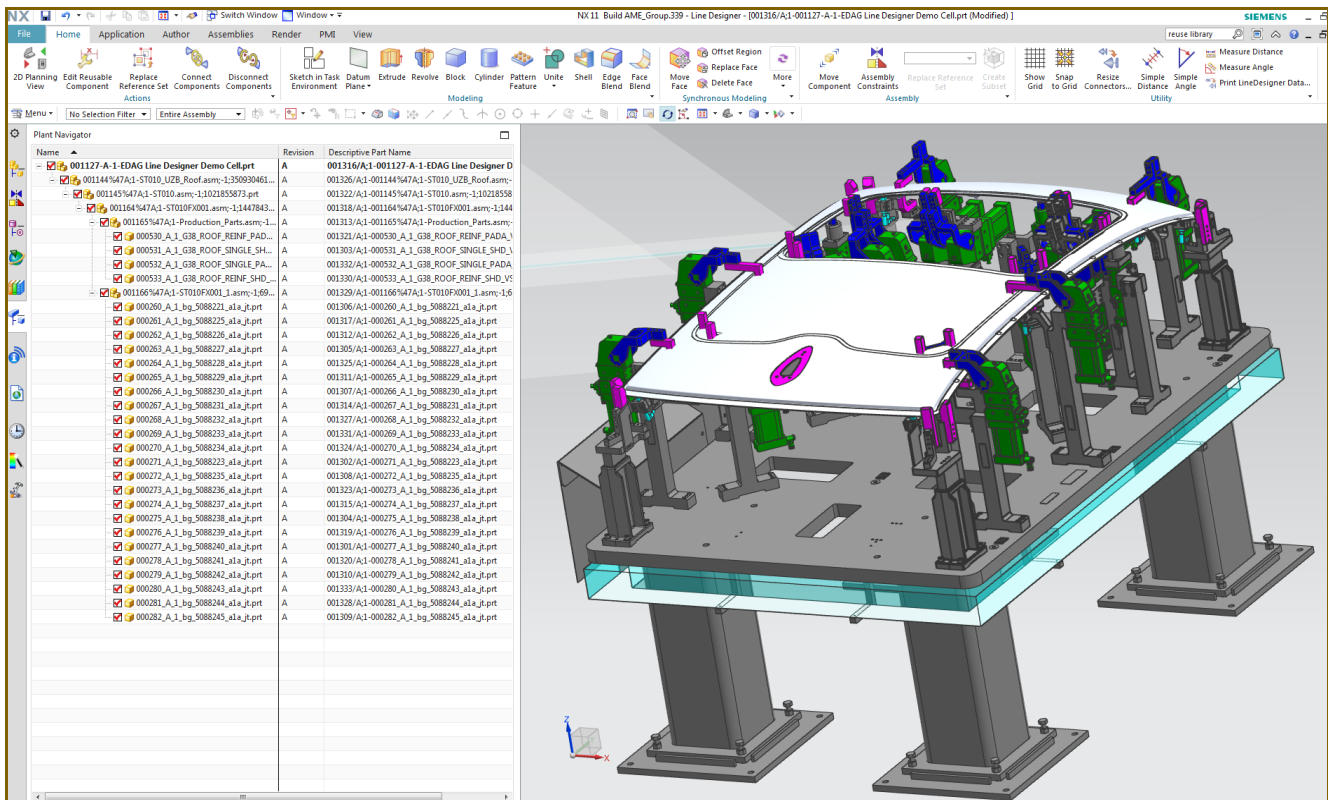 NX Switch Window Window NX 11 Build AME_Group.339 - Line Designer - [001316/A;1-001127-A-1-EDAG Line Designer Demo Cell.prt (Modified) ] SIEMENS
File Home Application Author Assemblies Render PMI View reuse library
2D Planning View Edit Reusable Component Replace Reference Set Connect Components Disconnect Components
Actions
Sketch in Task Environment Datum Plane Extrude Revolve Block Cylinder Pattern Feature Unite Shell Edge Blend Face Blend
Modeling
Move Face Offset Region Replace Face Delete Face More
Synchronous Modeling
Move Component Assembly Constraints Replace Reference Set Create Subset
Assembly
Show Grid Snap to Grid Resize Connectors... Simple Distance Simple Angle Measure Distance Measure Angle Print LineDesigner Data...
Utility
Menu No Selection Filter Entire Assembly
Plant Navigator
Name Revision Descriptive Part Name
001127-A-1-EDAG Line Designer Demo Cell.prt A 001316/A;1-001127-A-1-EDAG Line Designer D
001144%47A;1-ST010_UZB_Roof.asm;-1;350930461... A 001326/A;1-001144%47A;1-ST010_UZB_Roof.asm;-
001145%47A;1-ST010.asm;-1;1021855873.prt A 001322/A;1-001145%47A;1-ST010.asm;-1;10218558
001164%47A;1-ST010FX001.asm;-1;1447843... A 001318/A;1-001164%47A;1-ST010FX001.asm;-1;144
001165%47A;1-Production_Parts.asm;-1... A 001313/A;1-001165%47A;1-Production_Parts.asm;-
000530_A_1_G38_ROOF_REINF_PAD... A 001321/A;1-000530_A_1_G38_ROOF_REINF_PADA_V
000531_A_1_G38_ROOF_SINGLE_SH... A 001303/A;1-000531_A_1_G38_ROOF_SINGLE_SHD_V
000532_A_1_G38_ROOF_SINGLE_PA... A 001332/A;1-000532_A_1_G38_ROOF_SINGLE_PADA_
000533_A_1_G38_ROOF_REINF_SHD_... A 001330/A;1-000533_A_1_G38_ROOF_REINF_SHD_VS
001166%47A;1-ST010FX001_1.asm;-1;69... A 001329/A;1-001166%47A;1-ST010FX001_1.asm;-1;6
000260_A_1_bg_5088221_a1a_jt.prt A 001306/A;1-000260_A_1_bg_5088221_a1a_jt.prt
000261_A_1_bg_5088225_a1a_jt.prt A 001317/A;1-000261_A_1_bg_5088225_a1a_jt.prt
000262_A_1_bg_5088226_a1a_jt.prt A 001312/A;1-000262_A_1_bg_5088226_a1a_jt.prt
000263_A_1_bg_5088227_a1a_jt.prt A 001305/A;1-000263_A_1_bg_5088227_a1a_jt.prt
000264_A_1_bg_5088228_a1a_jt.prt A 001325/A;1-000264_A_1_bg_5088228_a1a_jt.prt
000265_A_1_bg_5088229_a1a_jt.prt A 001311/A;1-000265_A_1_bg_5088229_a1a_jt.prt
000266_A_1_bg_5088230_a1a_jt.prt A 001307/A;1-000266_A_1_bg_5088230_a1a_jt.prt
000267_A_1_bg_5088231_a1a_jt.prt A 001314/A;1-000267_A_1_bg_5088231_a1a_jt.prt
000268_A_1_bg_5088232_a1a_jt.prt A 001327/A;1-000268_A_1_bg_5088232_a1a_jt.prt
000269_A_1_bg_5088233_a1a_jt.prt A 001331/A;1-000269_A_1_bg_5088233_a1a_jt.prt
000270_A_1_bg_5088234_a1a_jt.prt A 001324/A;1-000270_A_1_bg_5088234_a1a_jt.prt
000271_A_1_bg_5088223_a1a_jt.prt A 001302/A;1-000271_A_1_bg_5088223_a1a_jt.prt
000272_A_1_bg_5088235_a1a_jt.prt A 001308/A;1-000272_A_1_bg_5088235_a1a_jt.prt
000273_A_1_bg_5088236_a1a_jt.prt A 001323/A;1-000273_A_1_bg_5088236_a1a_jt.prt
000274_A_1_bg_5088237_a1a_jt.prt A 001315/A;1-000274_A_1_bg_5088237_a1a_jt.prt
000275_A_1_bg_5088238_a1a_jt.prt A 001304/A;1-000275_A_1_bg_5088238_a1a_jt.prt
000276_A_1_bg_5088239_a1a_jt.prt A 001319/A;1-000276_A_1_bg_5088239_a1a_jt.prt
000277_A_1_bg_5088240_a1a_jt.prt A 001301/A;1-000277_A_1_bg_5088240_a1a_jt.prt
000278_A_1_bg_5088241_a1a_jt.prt A 001320/A;1-000278_A_1_bg_5088241_a1a_jt.prt
000279_A_1_bg_5088242_a1a_jt.prt A 001310/A;1-000279_A_1_bg_5088242_a1a_jt.prt
000280_A_1_bg_5088243_a1a_jt.prt A 001333/A;1-000280_A_1_bg_5088243_a1a_jt.prt
000281_A_1_bg_5088244_a1a_jt.prt A 001328/A;1-000281_A_1_bg_5088244_a1a_jt.prt
000282_A_1_bg_5088245_a1a_jt.prt A 001309/A;1-000282_A_1_bg_5088245_a1a_jt.prt
Z
X